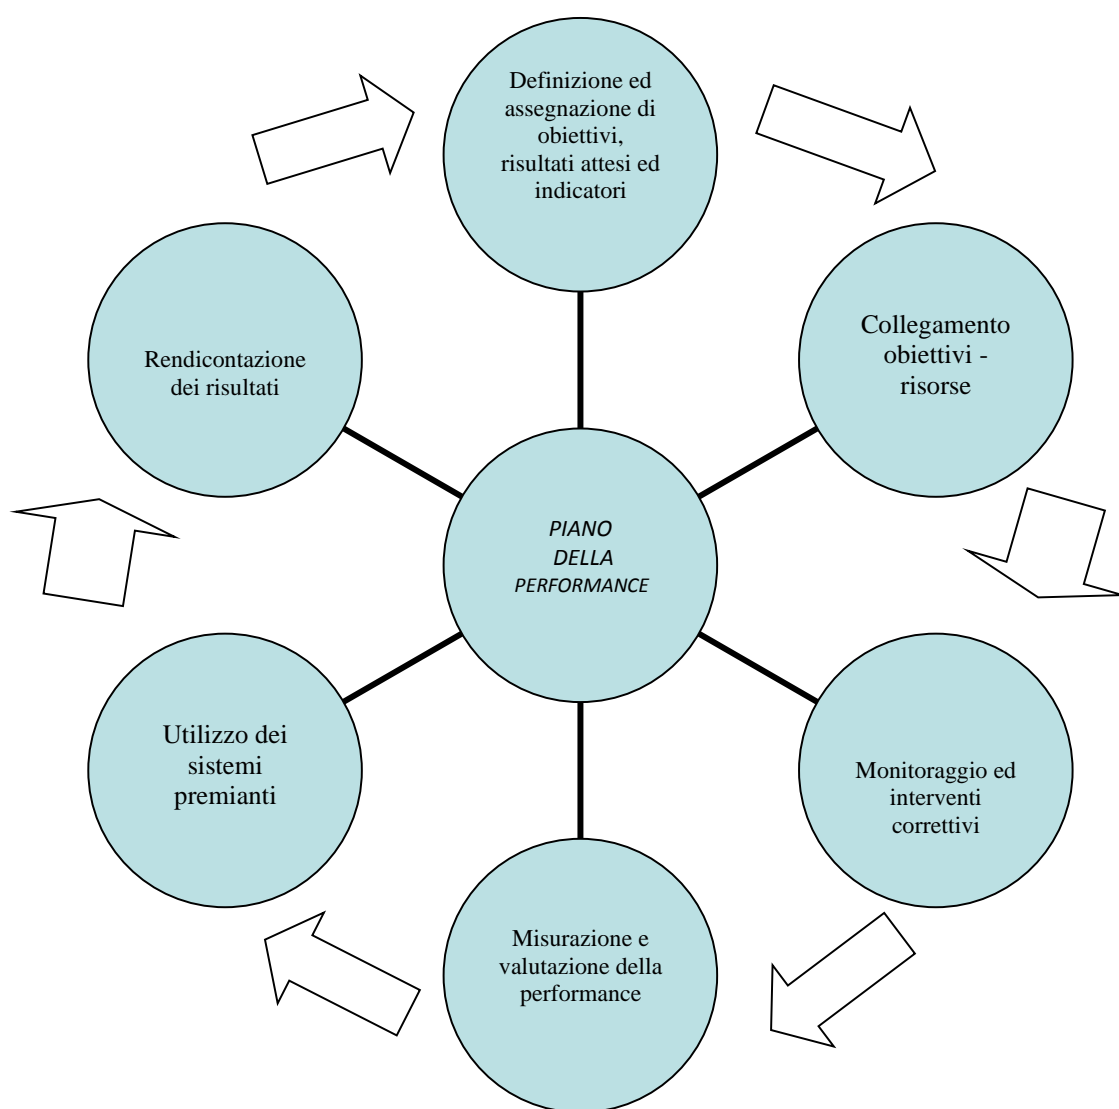 Definizione ed
assegnazione di
obiettivi,
risultati attesi ed
indicatori
Collegamento
obiettivi -
risorse
Rendicontazione
dei risultati
PIANO
DELLA
PERFORMANCE
Utilizzo dei
sistemi
premianti
Monitoraggio ed
interventi
correttivi
Misurazione e
valutazione della
performance